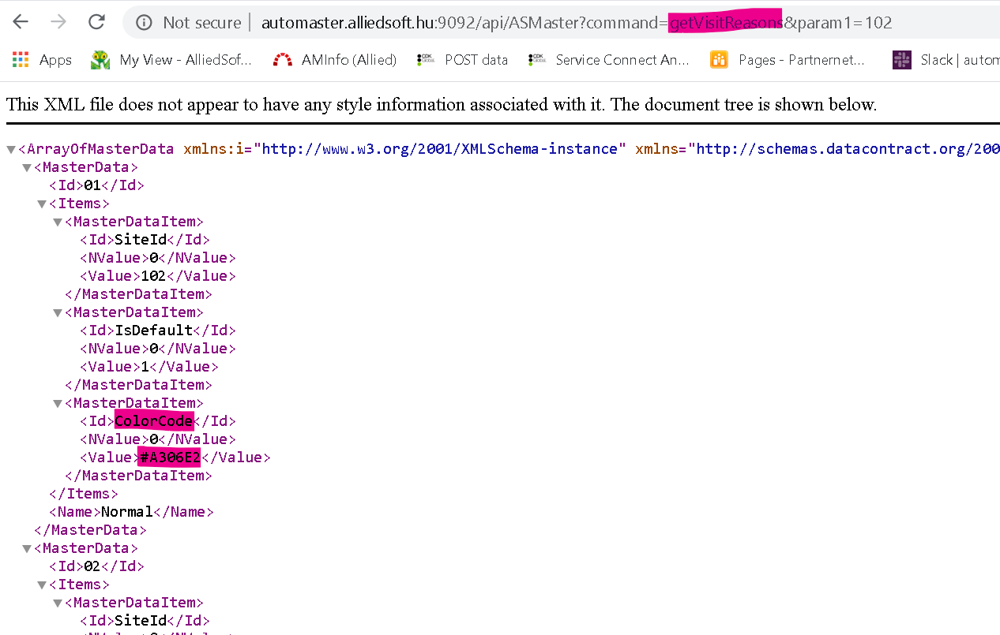 Not secure | automaster.alliedsoft.hu:9092/api/ASMaster?command=getVisitReasons&param1=102
Apps My View - AlliedSof... AMInfo (Allied) CDK Global POST data CDK Global Service Connect An... Pages - Partnernet... Slack | autom
This XML file does not appear to have any style information associated with it. The document tree is shown below.
▼<ArrayOfMasterData xmlns:i="http://www.w3.org/2001/XMLSchema-instance" xmlns="http://schemas.datacontract.org/200
▼<MasterData>
<Id>01</Id>
▼<Items>
▼<MasterDataItem>
<Id>SiteId</Id>
<NValue>0</NValue>
<Value>102</Value>
</MasterDataItem>
▼<MasterDataItem>
<Id>IsDefault</Id>
<NValue>0</NValue>
<Value>1</Value>
</MasterDataItem>
▼<MasterDataItem>
<Id>ColorCode</Id>
<NValue>0</NValue>
<Value>#A306E2</Value>
</MasterDataItem>
</Items>
<Name>Normal</Name>
</MasterData>
▼<MasterData>
<Id>02</Id>
▼<Items>
▼<MasterDataItem>
<Id>SiteId</Id>